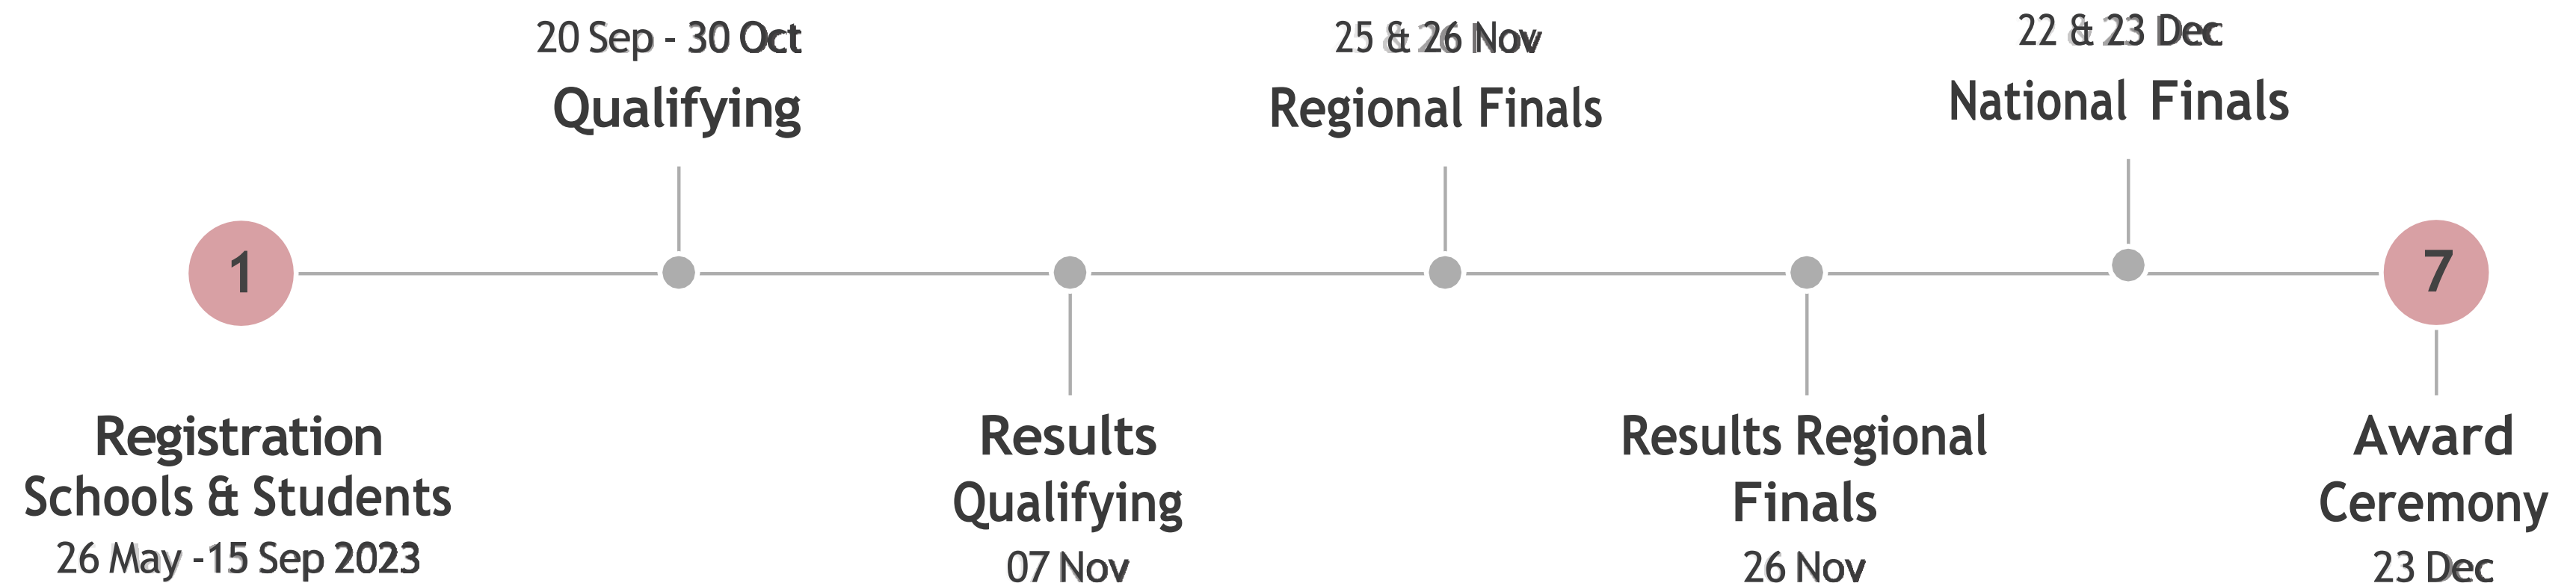 20 Sep - 30 Oct
Qualifying
25 & 26 Nov
Regional Finals
22 & 23 Dec
National Finals
1
7
Registration
Schools & Students
26 May -15 Sep 2023
Results
Qualifying
07 Nov
Results Regional
Finals
26 Nov
Award
Ceremony
23 Dec